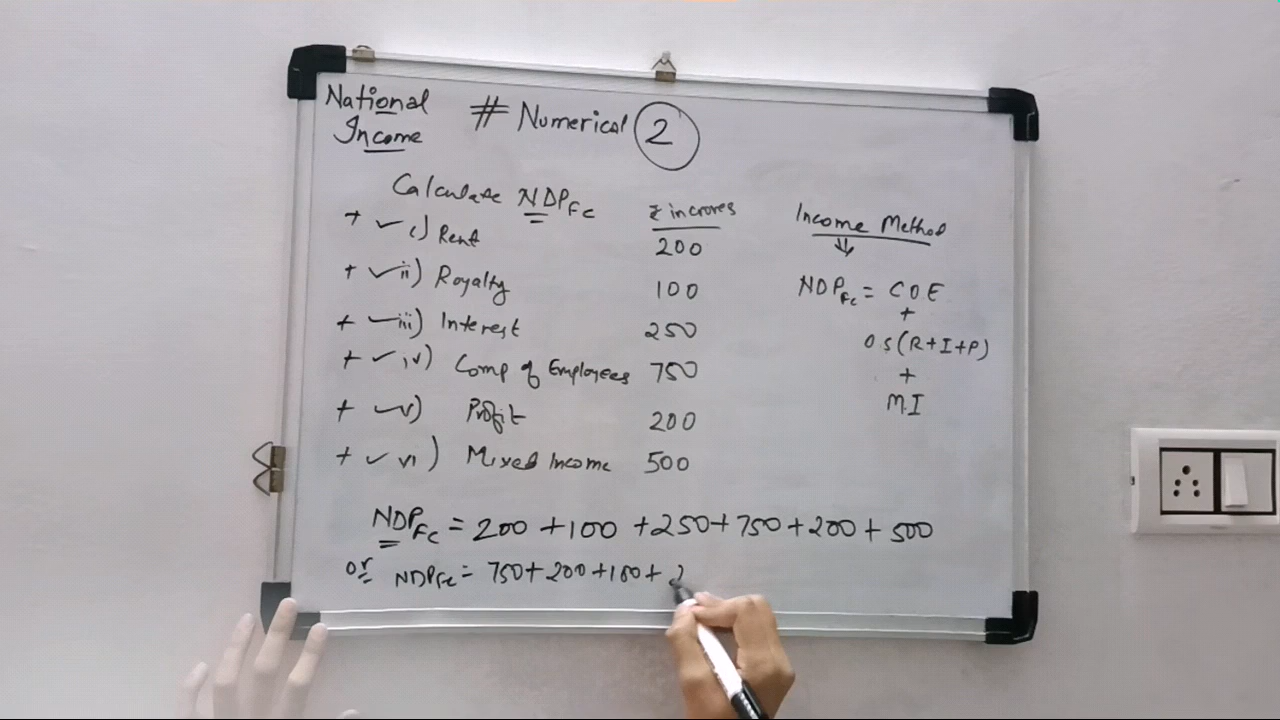 National # Numerical 2
Income
Calculate NDPFC ₹ in crores
+ ✓ i) Rent 200
+ ✓ ii) Royalty 100
+ ✓ iii) Interest 250
+ ✓ iv) Comp of Employees 750
+ ✓ v) Profit 200
+ ✓ vi) Mixed Income 500
Income Method
⇓
NDPFC = COE
+
O.S(R+I+P)
+
M.I
NDPFC = 200 +100 +250+ 750 + 200 + 500
or NDPFC = 750+ 200 +100+ 2